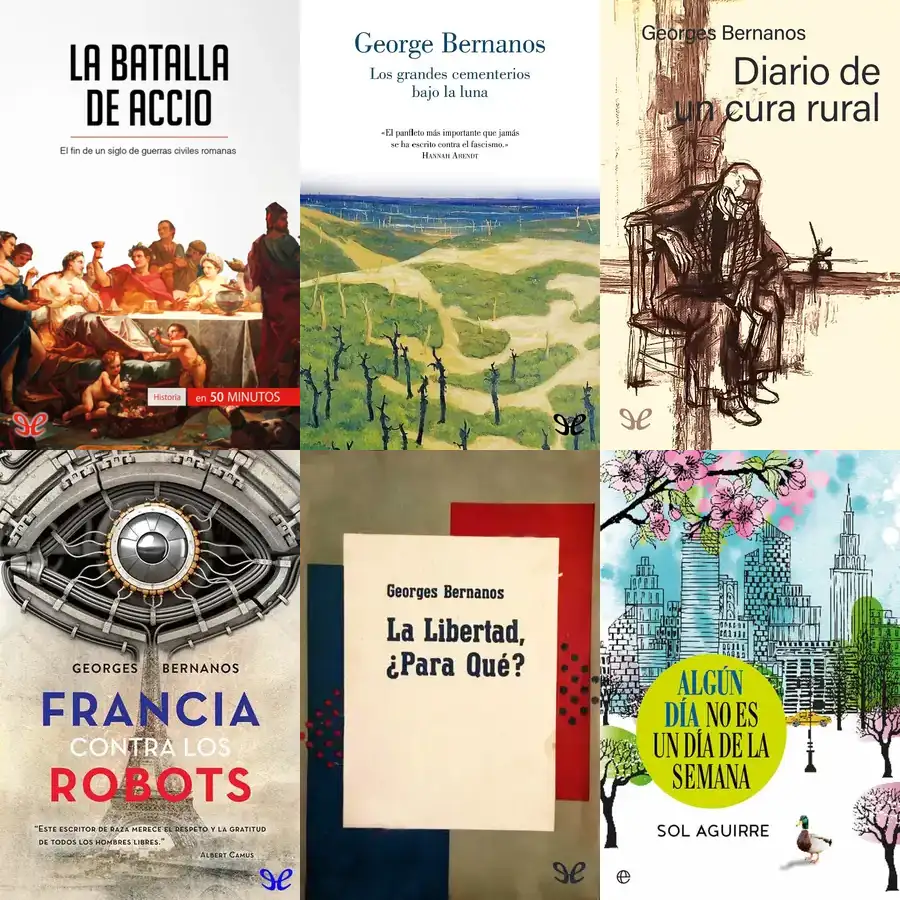 LA BATALLA
DE ACCIO
El fin de un siglo de guerras civiles romanas
Historia
en 50 MINUTOS
George Bernanos
Los grandes cementerios
bajo la luna
«El panfleto más importante que jamás
se ha escrito contra el fascismo.»
HANNAH ARENDT
Georges Bernanos
Diario de
un cura rural
GEORGES BERNANOS
FRANCIA
CONTRA LOS
ROBOTS
"ESTE ESCRITOR DE RAZA MERECE EL RESPETO Y LA GRATITUD
DE TODOS LOS HOMBRES LIBRES."
ALBERT CAMUS
Georges Bernanos
La Libertad,
¿Para Qué?
ALGÚN
DÍA NO ES
UN DÍA DE LA
SEMANA
SOL AGUIRRE